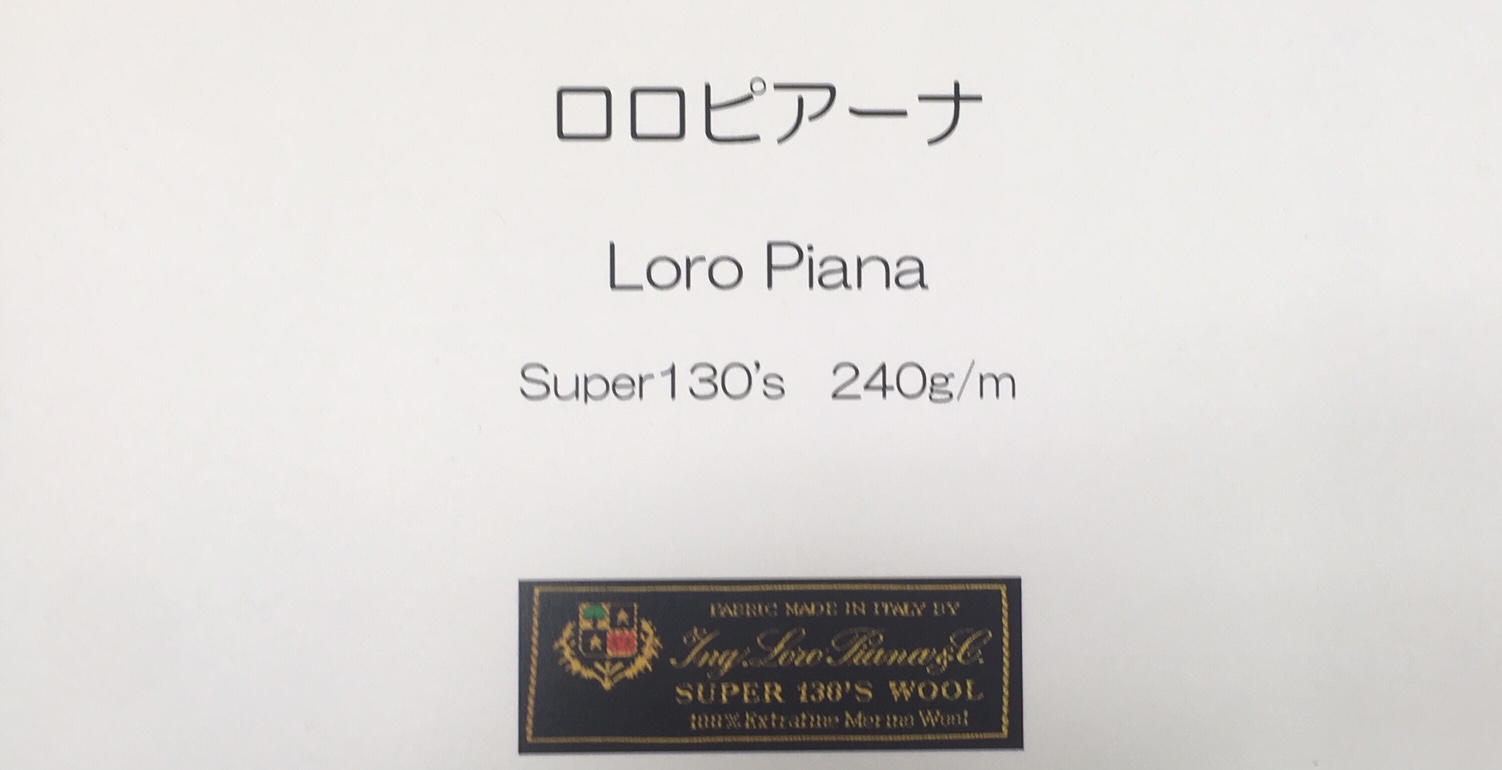 ロロピアーナ
Loro Piana
Super130's 240g/m
FABRIC MADE IN ITALY BY
Ing. Loro Piana & C.
SUPER 130'S WOOL
100% Extrafine Merino Wool